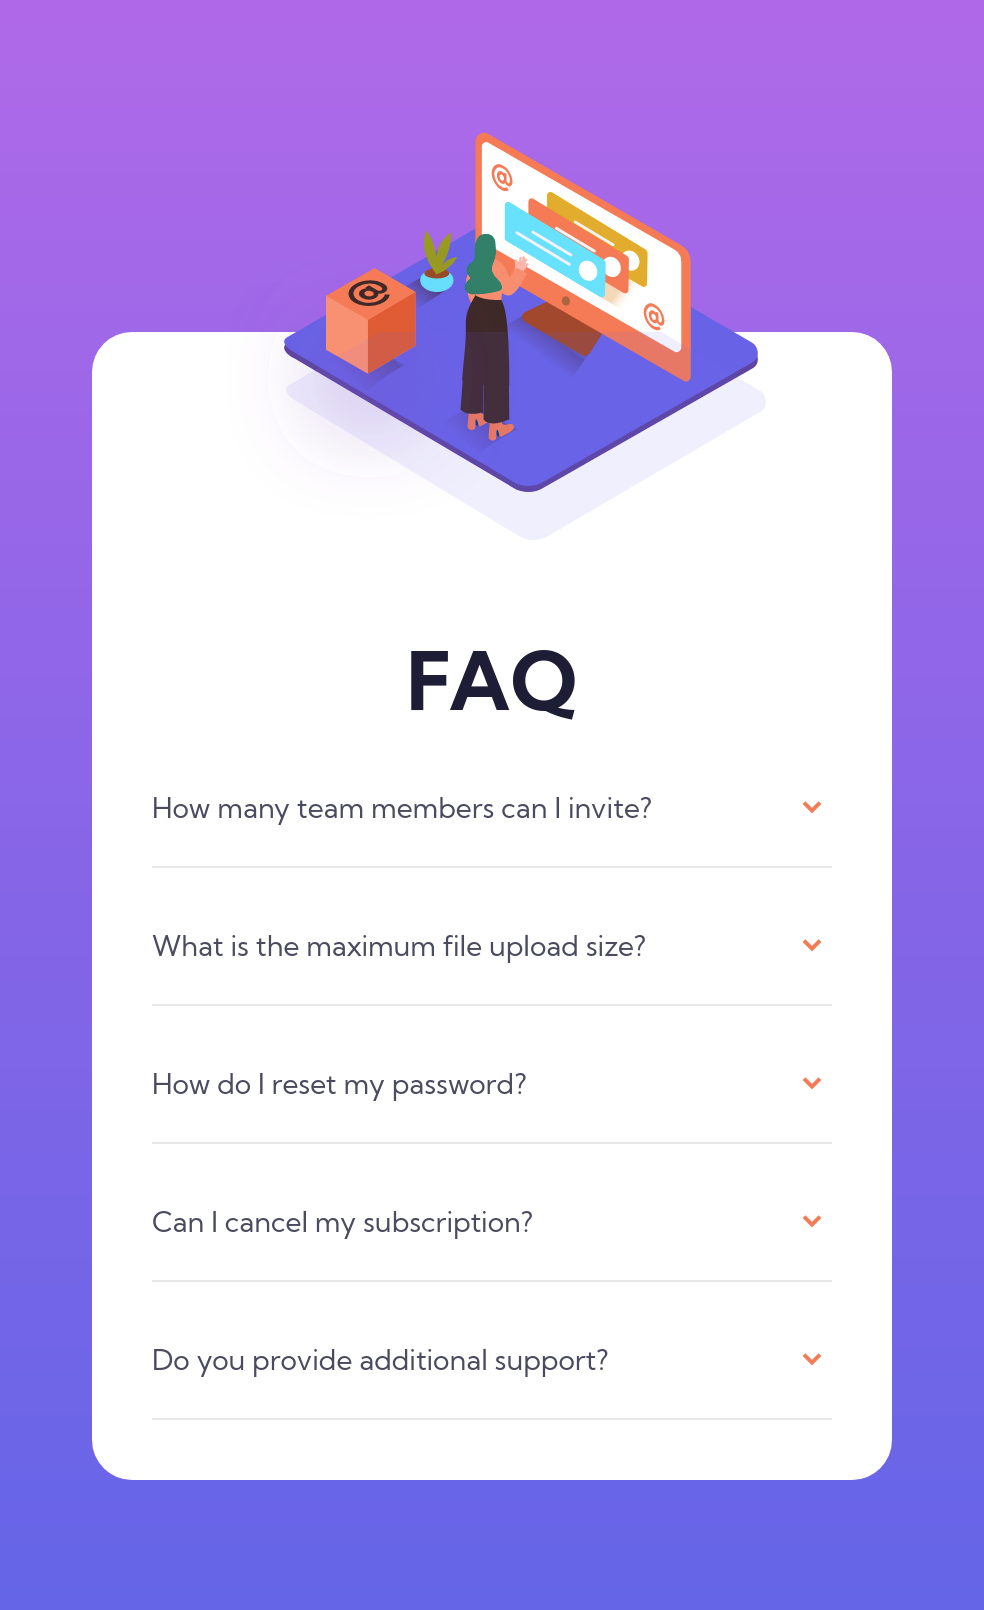 @
@
@
FAQ
How many team members can I invite?
What is the maximum file upload size?
How do I reset my password?
Can I cancel my subscription?
Do you provide additional support?